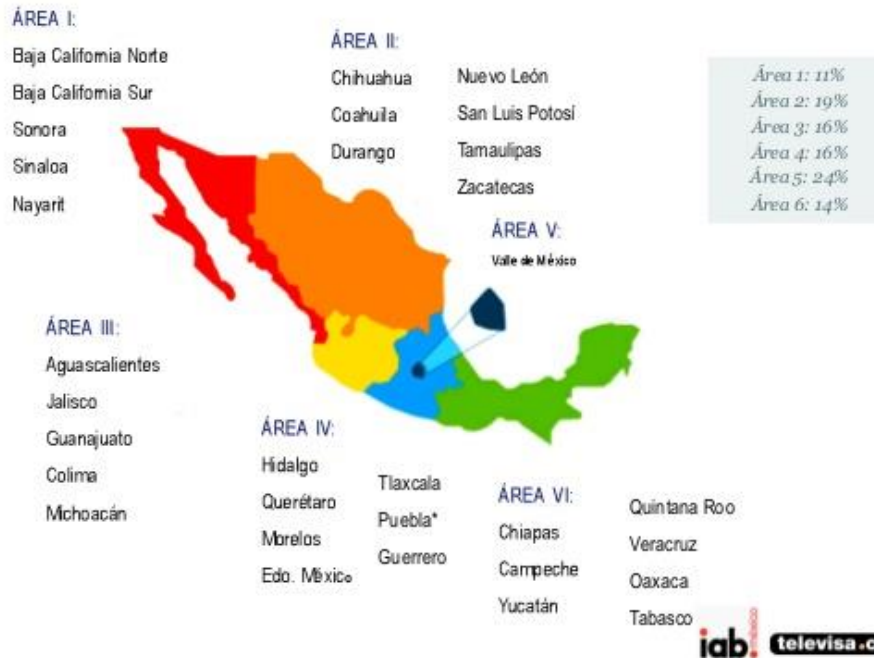 ÁREA I:
Baja California Norte
Baja California Sur
Sonora
Sinaloa
Nayarit
ÁREA II:
Chihuahua
Coahuila
Durango
Nuevo León
San Luis Potosí
Tamaulipas
Zacatecas
Área 1: 11%
Área 2: 19%
Área 3: 16%
Área 4: 16%
Área 5: 24%
Área 6: 14%
ÁREA V:
Valle de México
ÁREA III:
Aguascalientes
Jalisco
Guanajuato
Colima
Michoacán
ÁREA IV:
Hidalgo
Querétaro
Morelos
Edo. México
Tlaxcala
Puebla*
Guerrero
ÁREA VI:
Chiapas
Campeche
Yucatán
Quintana Roo
Veracruz
Oaxaca
Tabasco
iab méxico
televisa.c